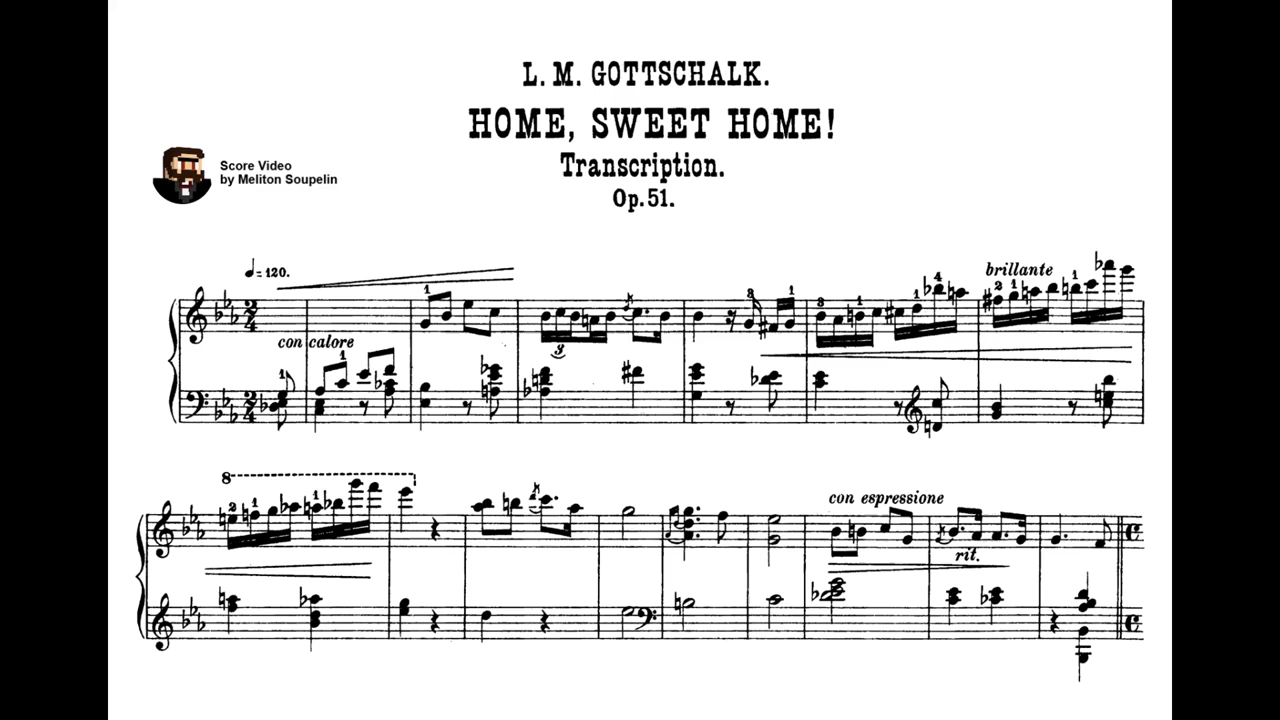 L. M. GOTTSCHALK.
HOME, SWEET HOME!
Transcription.
Op. 51.
Score Video
by Meliton Soupelin
= 120.
con calore
brillante
8
con espressione
rit.